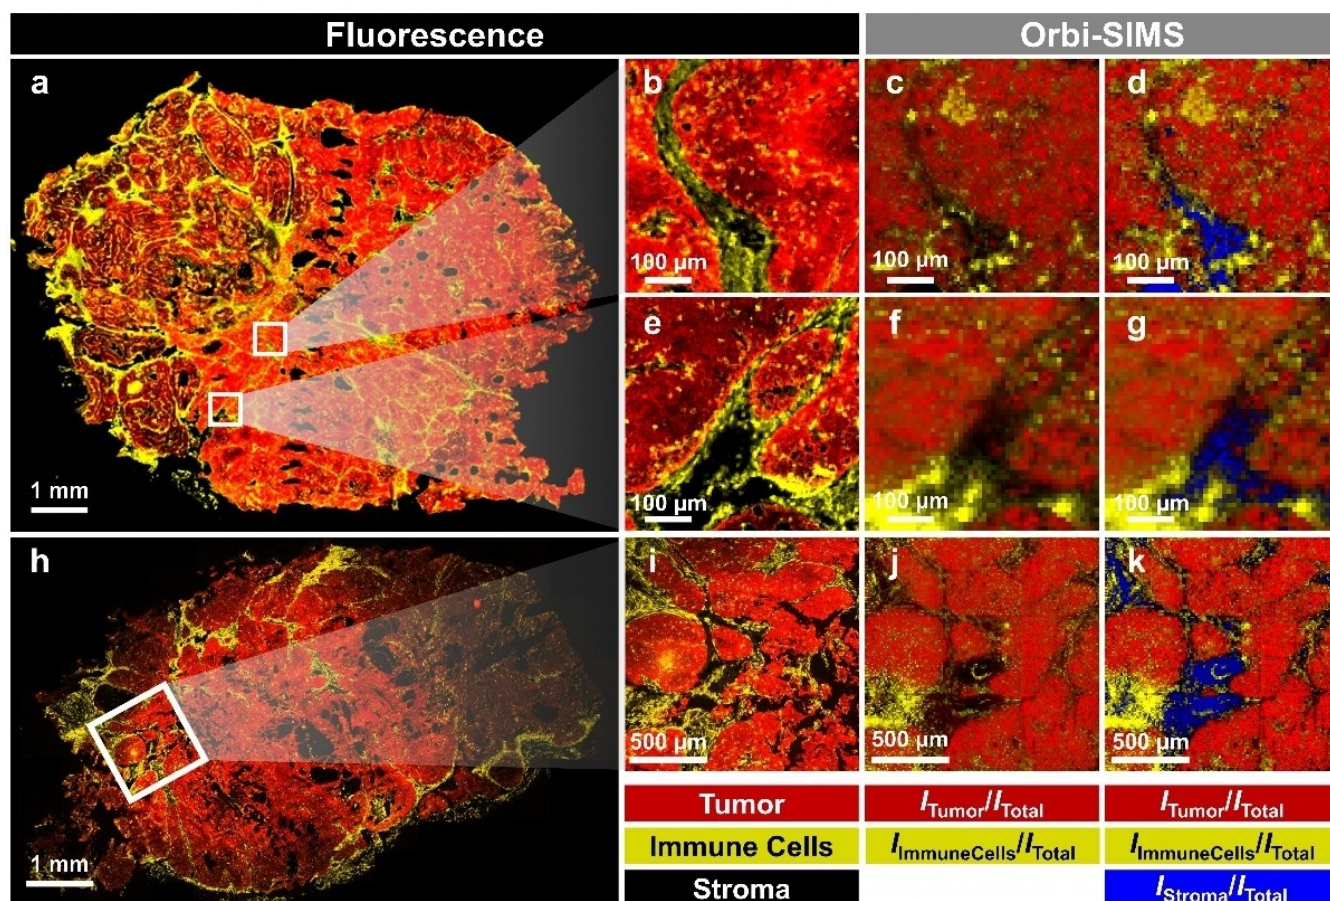 Fluorescence
Orbi-SIMS
a
b
c
d
100 µm
100 µm
100 µm
e
f
g
1 mm
100 µm
100 µm
100 µm
h
i
j
k
500 µm
500 µm
500 µm
1 mm
Tumor
I_Tumor/I_Total
I_Tumor/I_Total
Immune Cells
I_ImmuneCells/I_Total
I_ImmuneCells/I_Total
Stroma
I_Stroma/I_Total